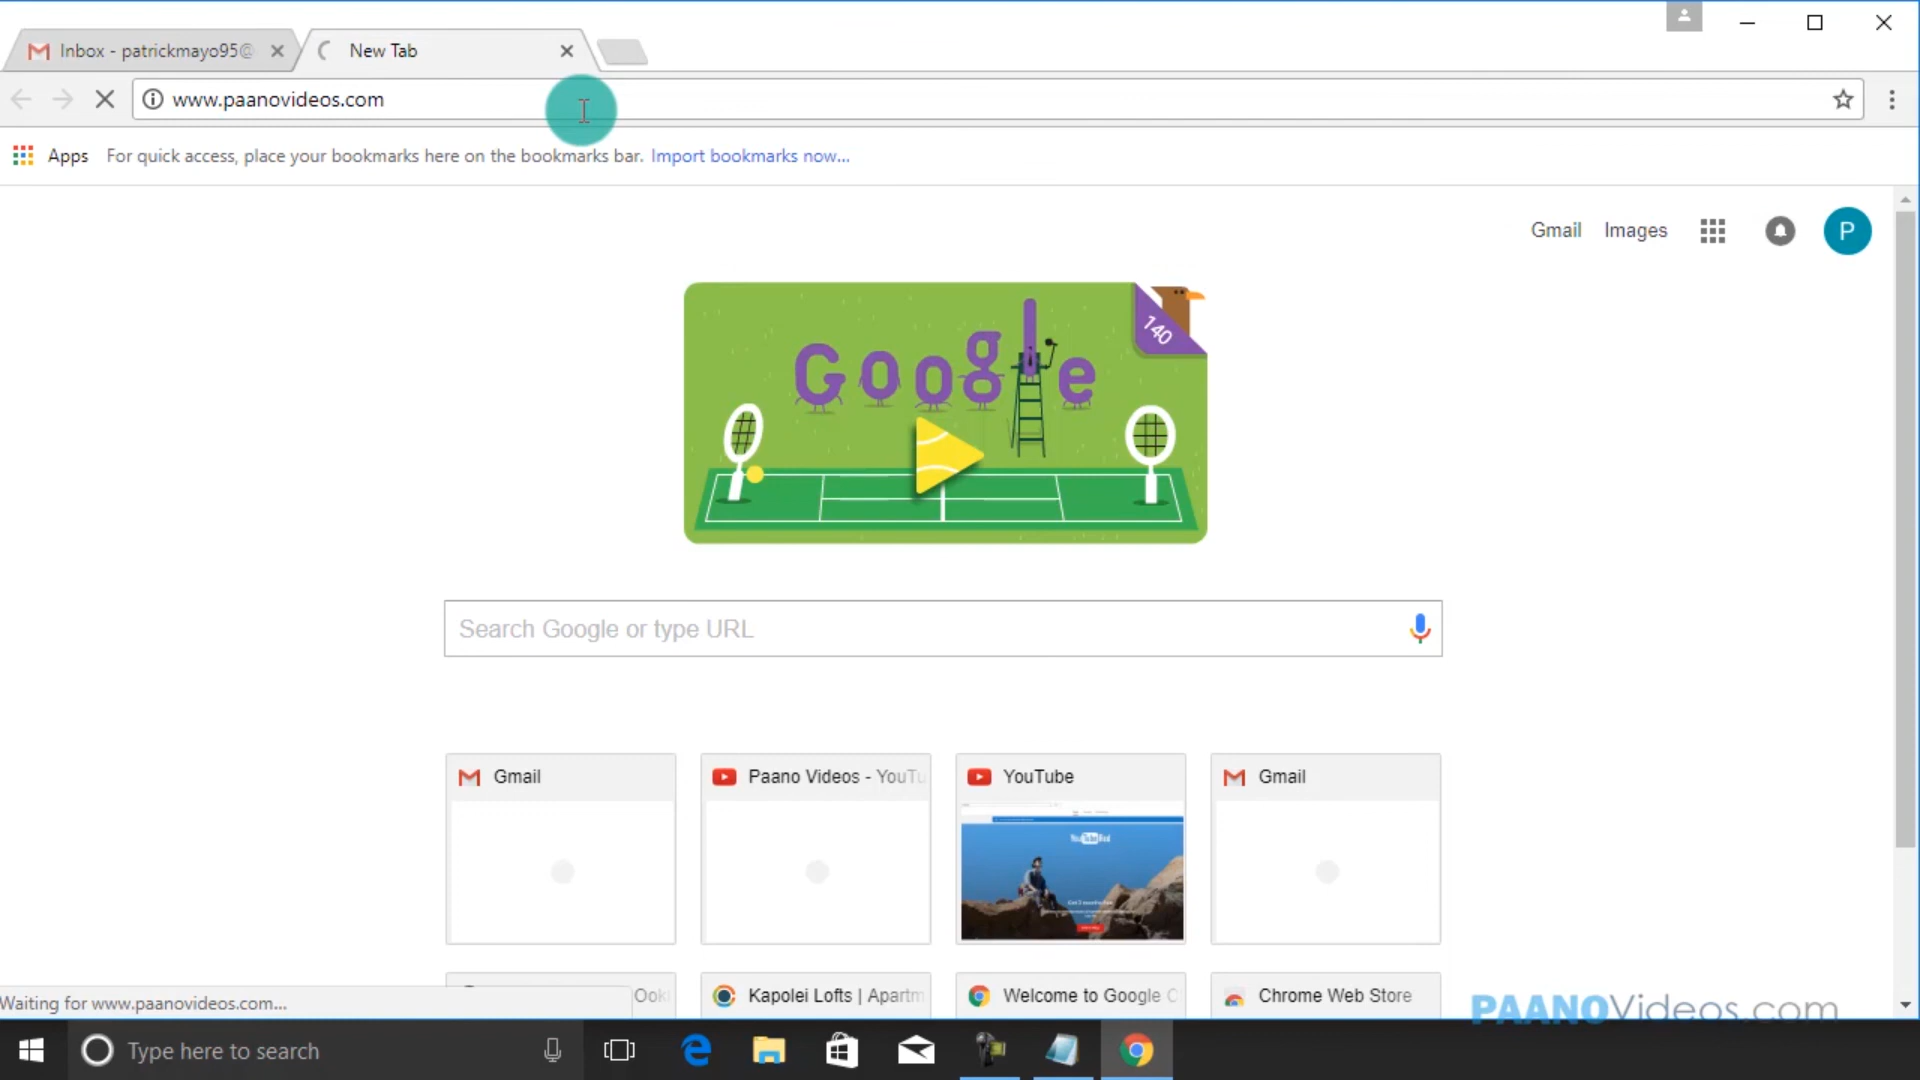 Inbox - patrickmayo95@
New Tab
www.paanovideos.com
Apps For quick access, place your bookmarks here on the bookmarks bar. Import bookmarks now...
Gmail Images P
Google
140
Search Google or type URL
Gmail
Paano Videos - YouTu
YouTube
Gmail
Kapolei Lofts | Apartm
Welcome to Google C
Chrome Web Store
Waiting for www.paanovideos.com...
PAANOVideos.com
Type here to search